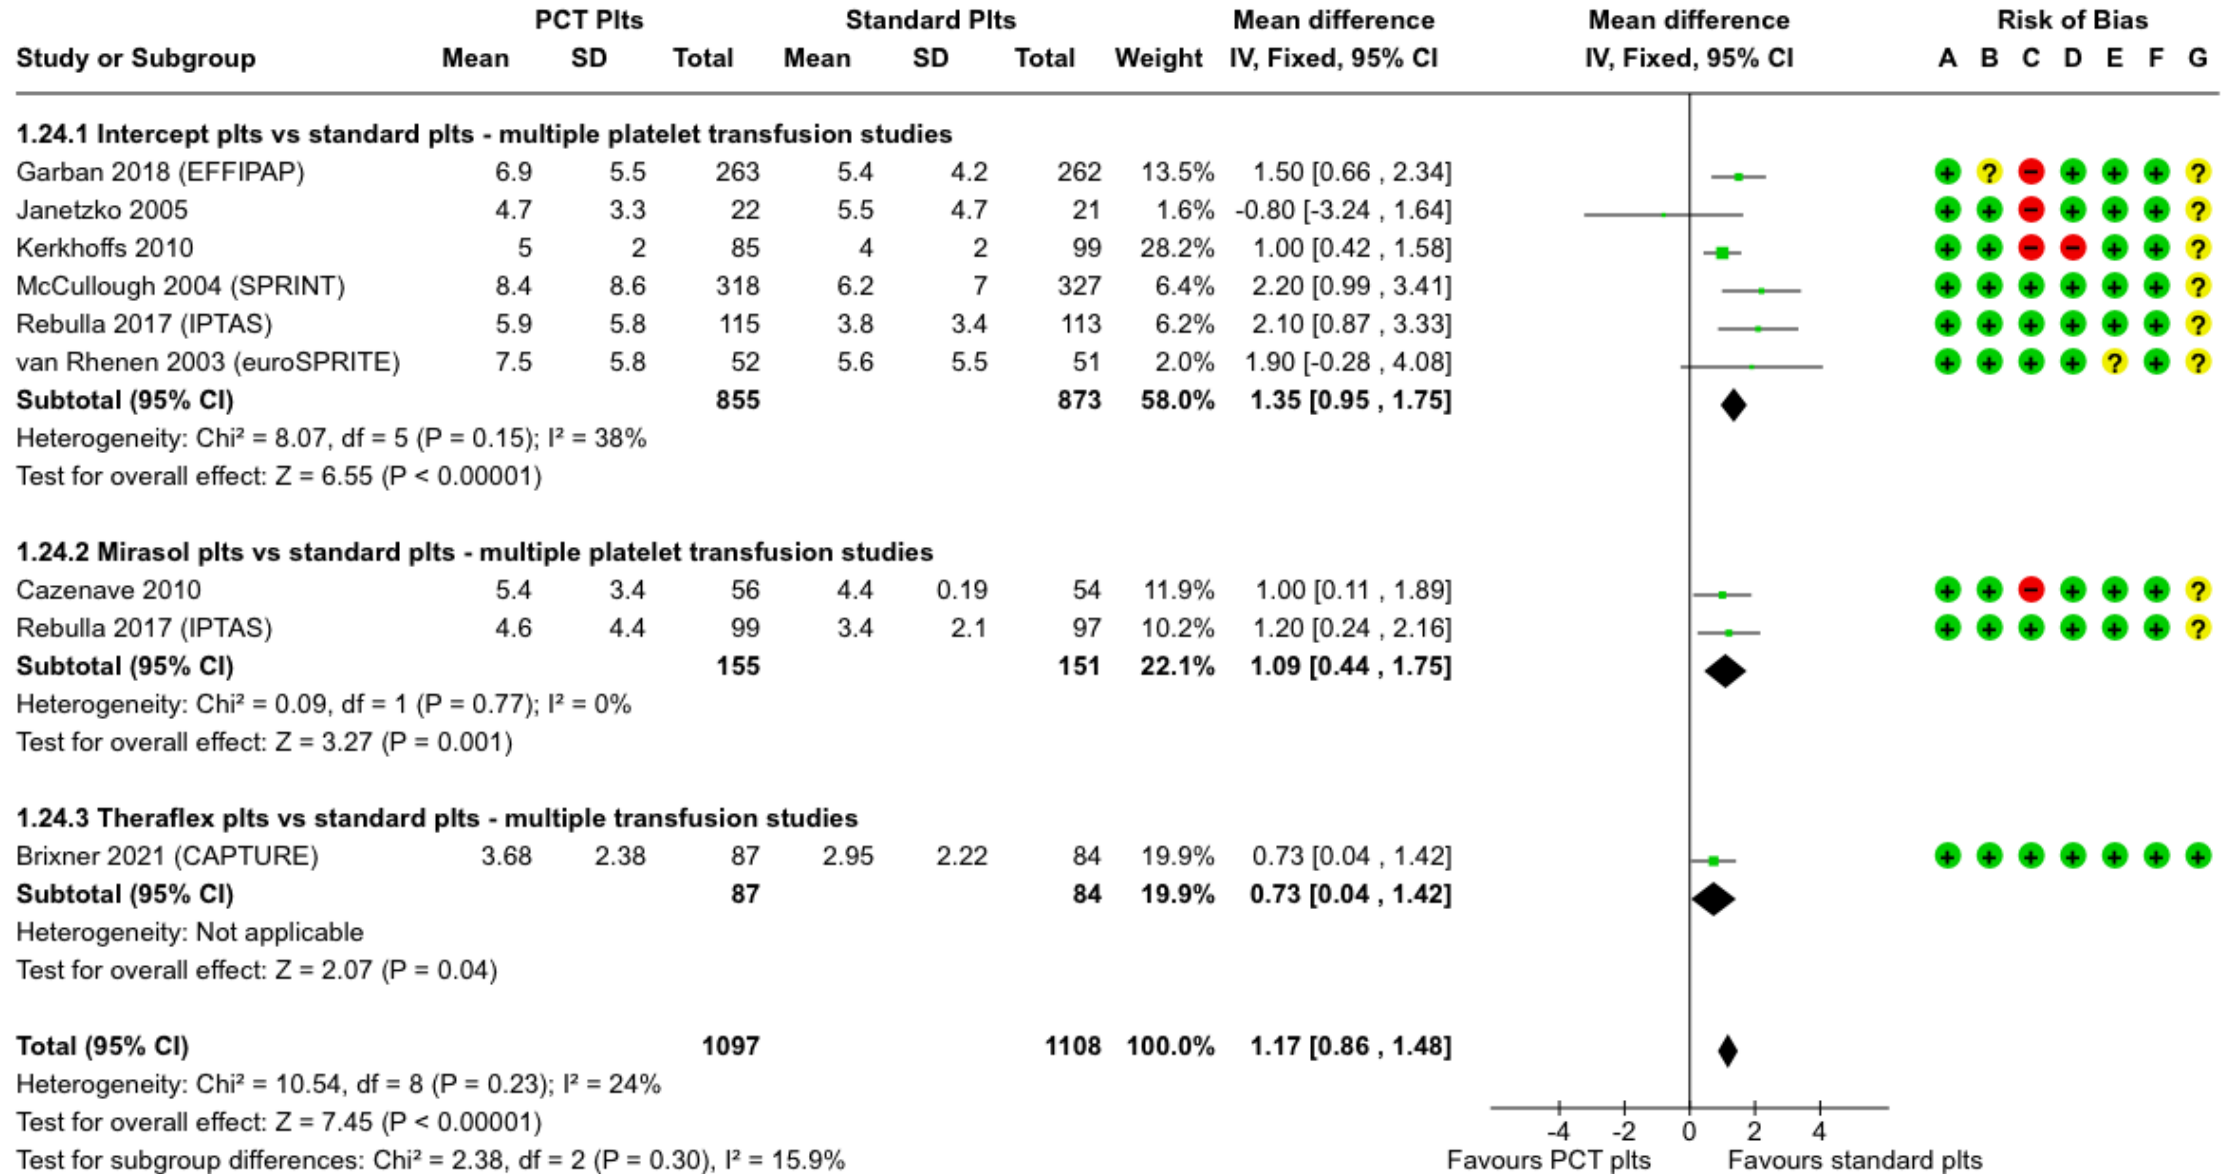 PCT Plts Standard Plts Mean difference Mean difference Risk of Bias
Study or Subgroup Mean SD Total Mean SD Total Weight IV, Fixed, 95% CI IV, Fixed, 95% CI A B C D E F G
1.24.1 Intercept plts vs standard plts - multiple platelet transfusion studies
Garban 2018 (EFFIPAP) 6.9 5.5 263 5.4 4.2 262 13.5% 1.50 [0.66 , 2.34] + ? - + + + ?
Janetzko 2005 4.7 3.3 22 5.5 4.7 21 1.6% -0.80 [-3.24 , 1.64] + + - + + + ?
Kerkhoffs 2010 5 2 85 4 2 99 28.2% 1.00 [0.42 , 1.58] + + - - + + ?
McCullough 2004 (SPRINT) 8.4 8.6 318 6.2 7 327 6.4% 2.20 [0.99 , 3.41] + + + + + + ?
Rebulla 2017 (IPTAS) 5.9 5.8 115 3.8 3.4 113 6.2% 2.10 [0.87 , 3.33] + + + + + + ?
van Rhenen 2003 (euroSPRITE) 7.5 5.8 52 5.6 5.5 51 2.0% 1.90 [-0.28 , 4.08] + + + + ? + ?
Subtotal (95% CI) 855 873 58.0% 1.35 [0.95 , 1.75]
Heterogeneity: Chi² = 8.07, df = 5 (P = 0.15); I² = 38%
Test for overall effect: Z = 6.55 (P < 0.00001)
1.24.2 Mirasol plts vs standard plts - multiple platelet transfusion studies
Cazenave 2010 5.4 3.4 56 4.4 0.19 54 11.9% 1.00 [0.11 , 1.89] + + - + + + ?
Rebulla 2017 (IPTAS) 4.6 4.4 99 3.4 2.1 97 10.2% 1.20 [0.24 , 2.16] + + + + + + ?
Subtotal (95% CI) 155 151 22.1% 1.09 [0.44 , 1.75]
Heterogeneity: Chi² = 0.09, df = 1 (P = 0.77); I² = 0%
Test for overall effect: Z = 3.27 (P = 0.001)
1.24.3 Theraflex plts vs standard plts - multiple transfusion studies
Brixner 2021 (CAPTURE) 3.68 2.38 87 2.95 2.22 84 19.9% 0.73 [0.04 , 1.42] + + + + + + +
Subtotal (95% CI) 87 84 19.9% 0.73 [0.04 , 1.42]
Heterogeneity: Not applicable
Test for overall effect: Z = 2.07 (P = 0.04)
Total (95% CI) 1097 1108 100.0% 1.17 [0.86 , 1.48]
Heterogeneity: Chi² = 10.54, df = 8 (P = 0.23); I² = 24%
Test for overall effect: Z = 7.45 (P < 0.00001)
-4 -2 0 2 4
Test for subgroup differences: Chi² = 2.38, df = 2 (P = 0.30), I² = 15.9% Favours PCT plts Favours standard plts